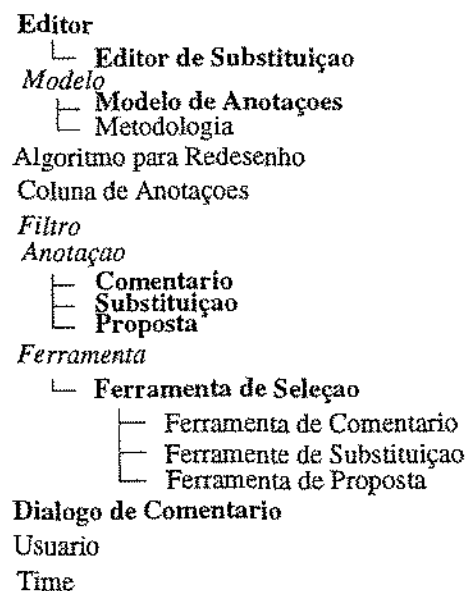 Editor
Editor de Substituiçao
Modelo
Modelo de Anotaçoes
Metodologia
Algoritmo para Redesenho
Coluna de Anotaçoes
Filtro
Anotaçao
Comentario
Substituiçao
Proposta
Ferramenta
Ferramenta de Seleçao
Ferramenta de Comentario
Ferramente de Substituiçao
Ferramenta de Proposta
Dialogo de Comentario
Usuario
Time